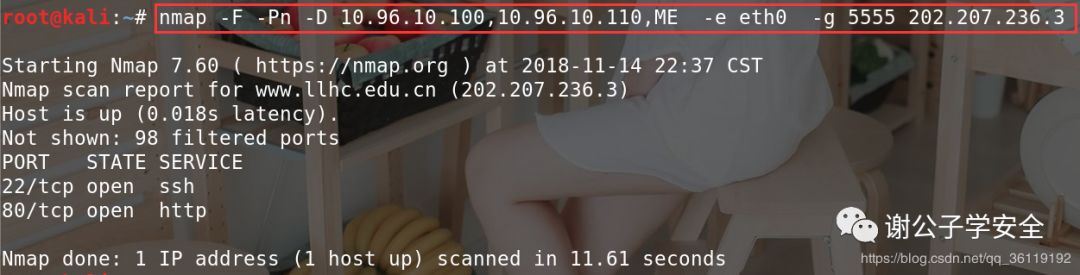 root@kali:~# nmap -F -Pn -D 10.96.10.100,10.96.10.110,ME  -e eth0  -g 5555 202.207.236.3
Starting Nmap 7.60 ( https://nmap.org ) at 2018-11-14 22:37 CST
Nmap scan report for www.llhc.edu.cn (202.207.236.3)
Host is up (0.018s latency).
Not shown: 98 filtered ports
PORT   STATE SERVICE
22/tcp open  ssh
80/tcp open  http
谢公子学安全
Nmap done: 1 IP address (1 host up) scanned in 11.61 seconds
https://blog.csdn.net/qq_36119192